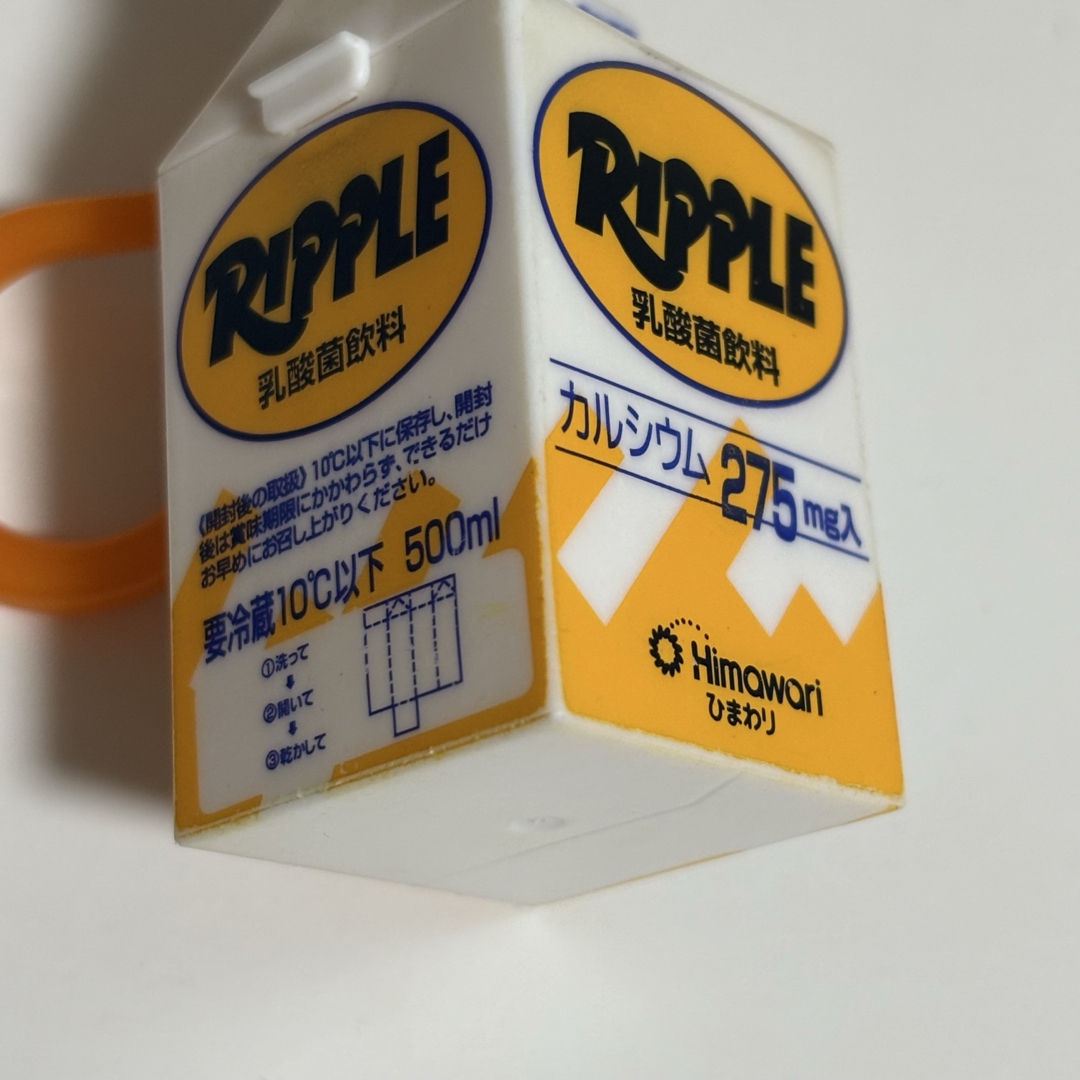 RIPPLE
乳酸菌飲料
《開封後の取扱》10℃以下に保存し、開封
後は賞味期限にかかわらず、できるだけ
お早めにお召し上がりください。
要冷蔵10℃以下 500ml
①洗って
②開いて
③乾かして
RIPPLE
乳酸菌飲料
カルシウム 275mg入
Himawari
ひまわり